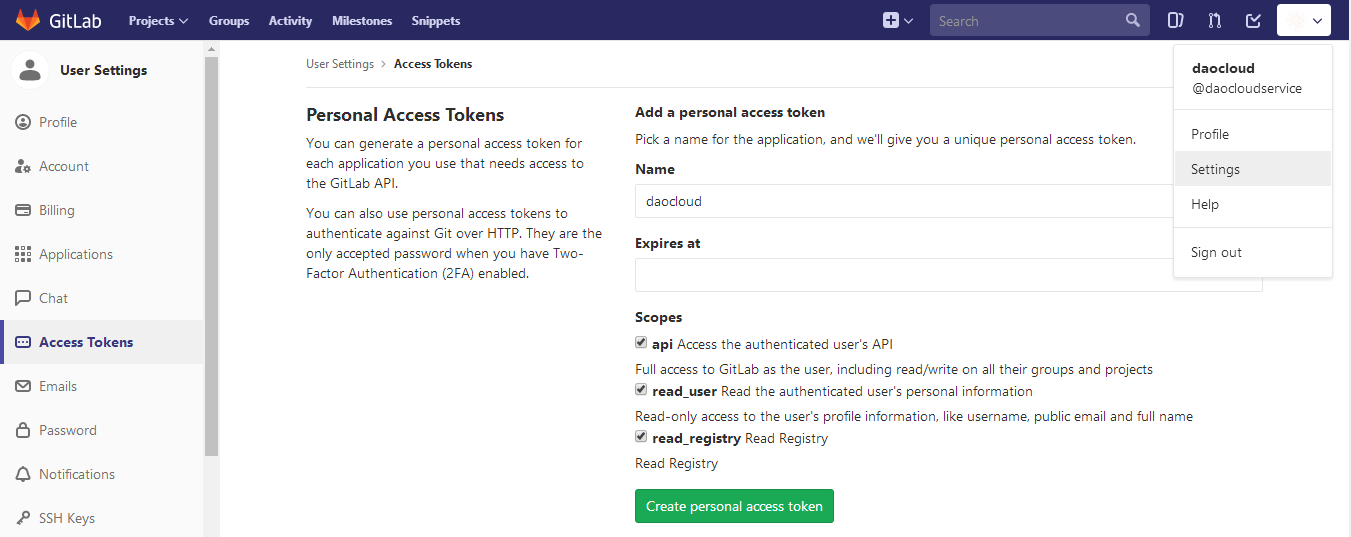 GitLab Projects Groups Activity Milestones Snippets Search
User Settings
Profile
Account
Billing
Applications
Chat
Access Tokens
Emails
Password
Notifications
SSH Keys
User Settings > Access Tokens
Personal Access Tokens
You can generate a personal access token for
each application you use that needs access to
the GitLab API.
You can also use personal access tokens to
authenticate against Git over HTTP. They are the
only accepted password when you have Two-
Factor Authentication (2FA) enabled.
Add a personal access token
Pick a name for the application, and we'll give you a unique personal access token.
Name
daocloud
Expires at
Scopes
api Access the authenticated user's API
Full access to GitLab as the user, including read/write on all their groups and projects
read_user Read the authenticated user's personal information
Read-only access to the user's profile information, like username, public email and full name
read_registry Read Registry
Read Registry
Create personal access token
daocloud
@daocloudservice
Profile
Settings
Help
Sign out